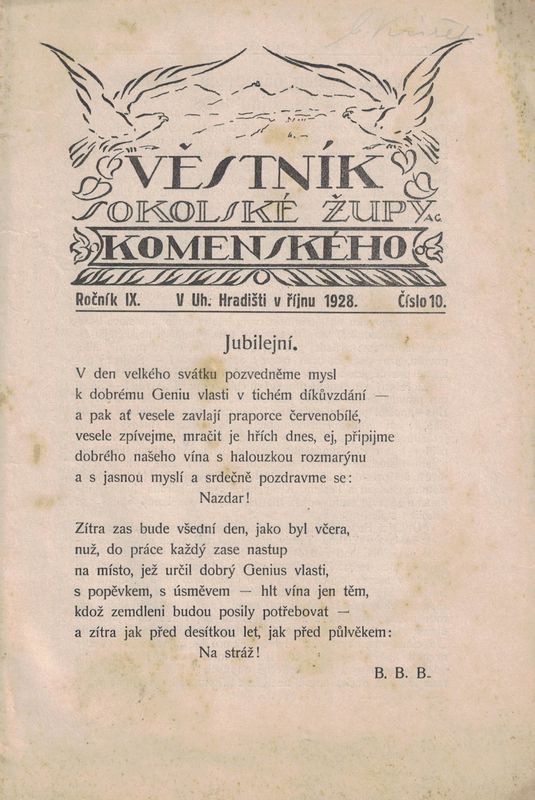 VĚSTNÍK
SOKOLSKÉ ŽUPY A.G.
KOMENSKÉHO
Ročník IX. V Uh. Hradišti v říjnu 1928. Číslo 10.
Jubilejní.
V den velkého svátku pozvedněme mysl
k dobrému Geniu vlasti v tichém díkůvzdání —
a pak ať vesele zavlají praporce červenobílé,
vesele zpívejme, mračit je hřích dnes, ej, připijme
dobrého našeho vína s halouzkou rozmarýnu
a s jasnou myslí a srdečně pozdravme se:
Nazdar!
Zítra zas bude všední den, jako byl včera,
nuž, do práce každý zase nastup
na místo, jež určil dobrý Genius vlasti,
s popěvkem, s úsměvem — hlt vína jen těm,
kdož zemdleni budou posily potřebovat —
a zítra jak před desítkou let, jak před půlvěkem:
Na stráž!
B. B. B.